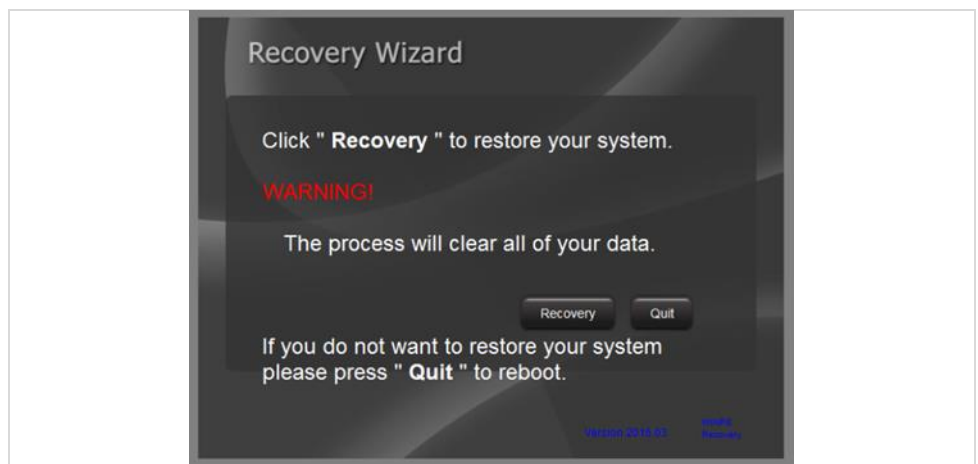 Recovery Wizard
Click " Recovery " to restore your system.
WARNING!
The process will clear all of your data.
Recovery
Quit
If you do not want to restore your system
please press " Quit " to reboot.
Recovery